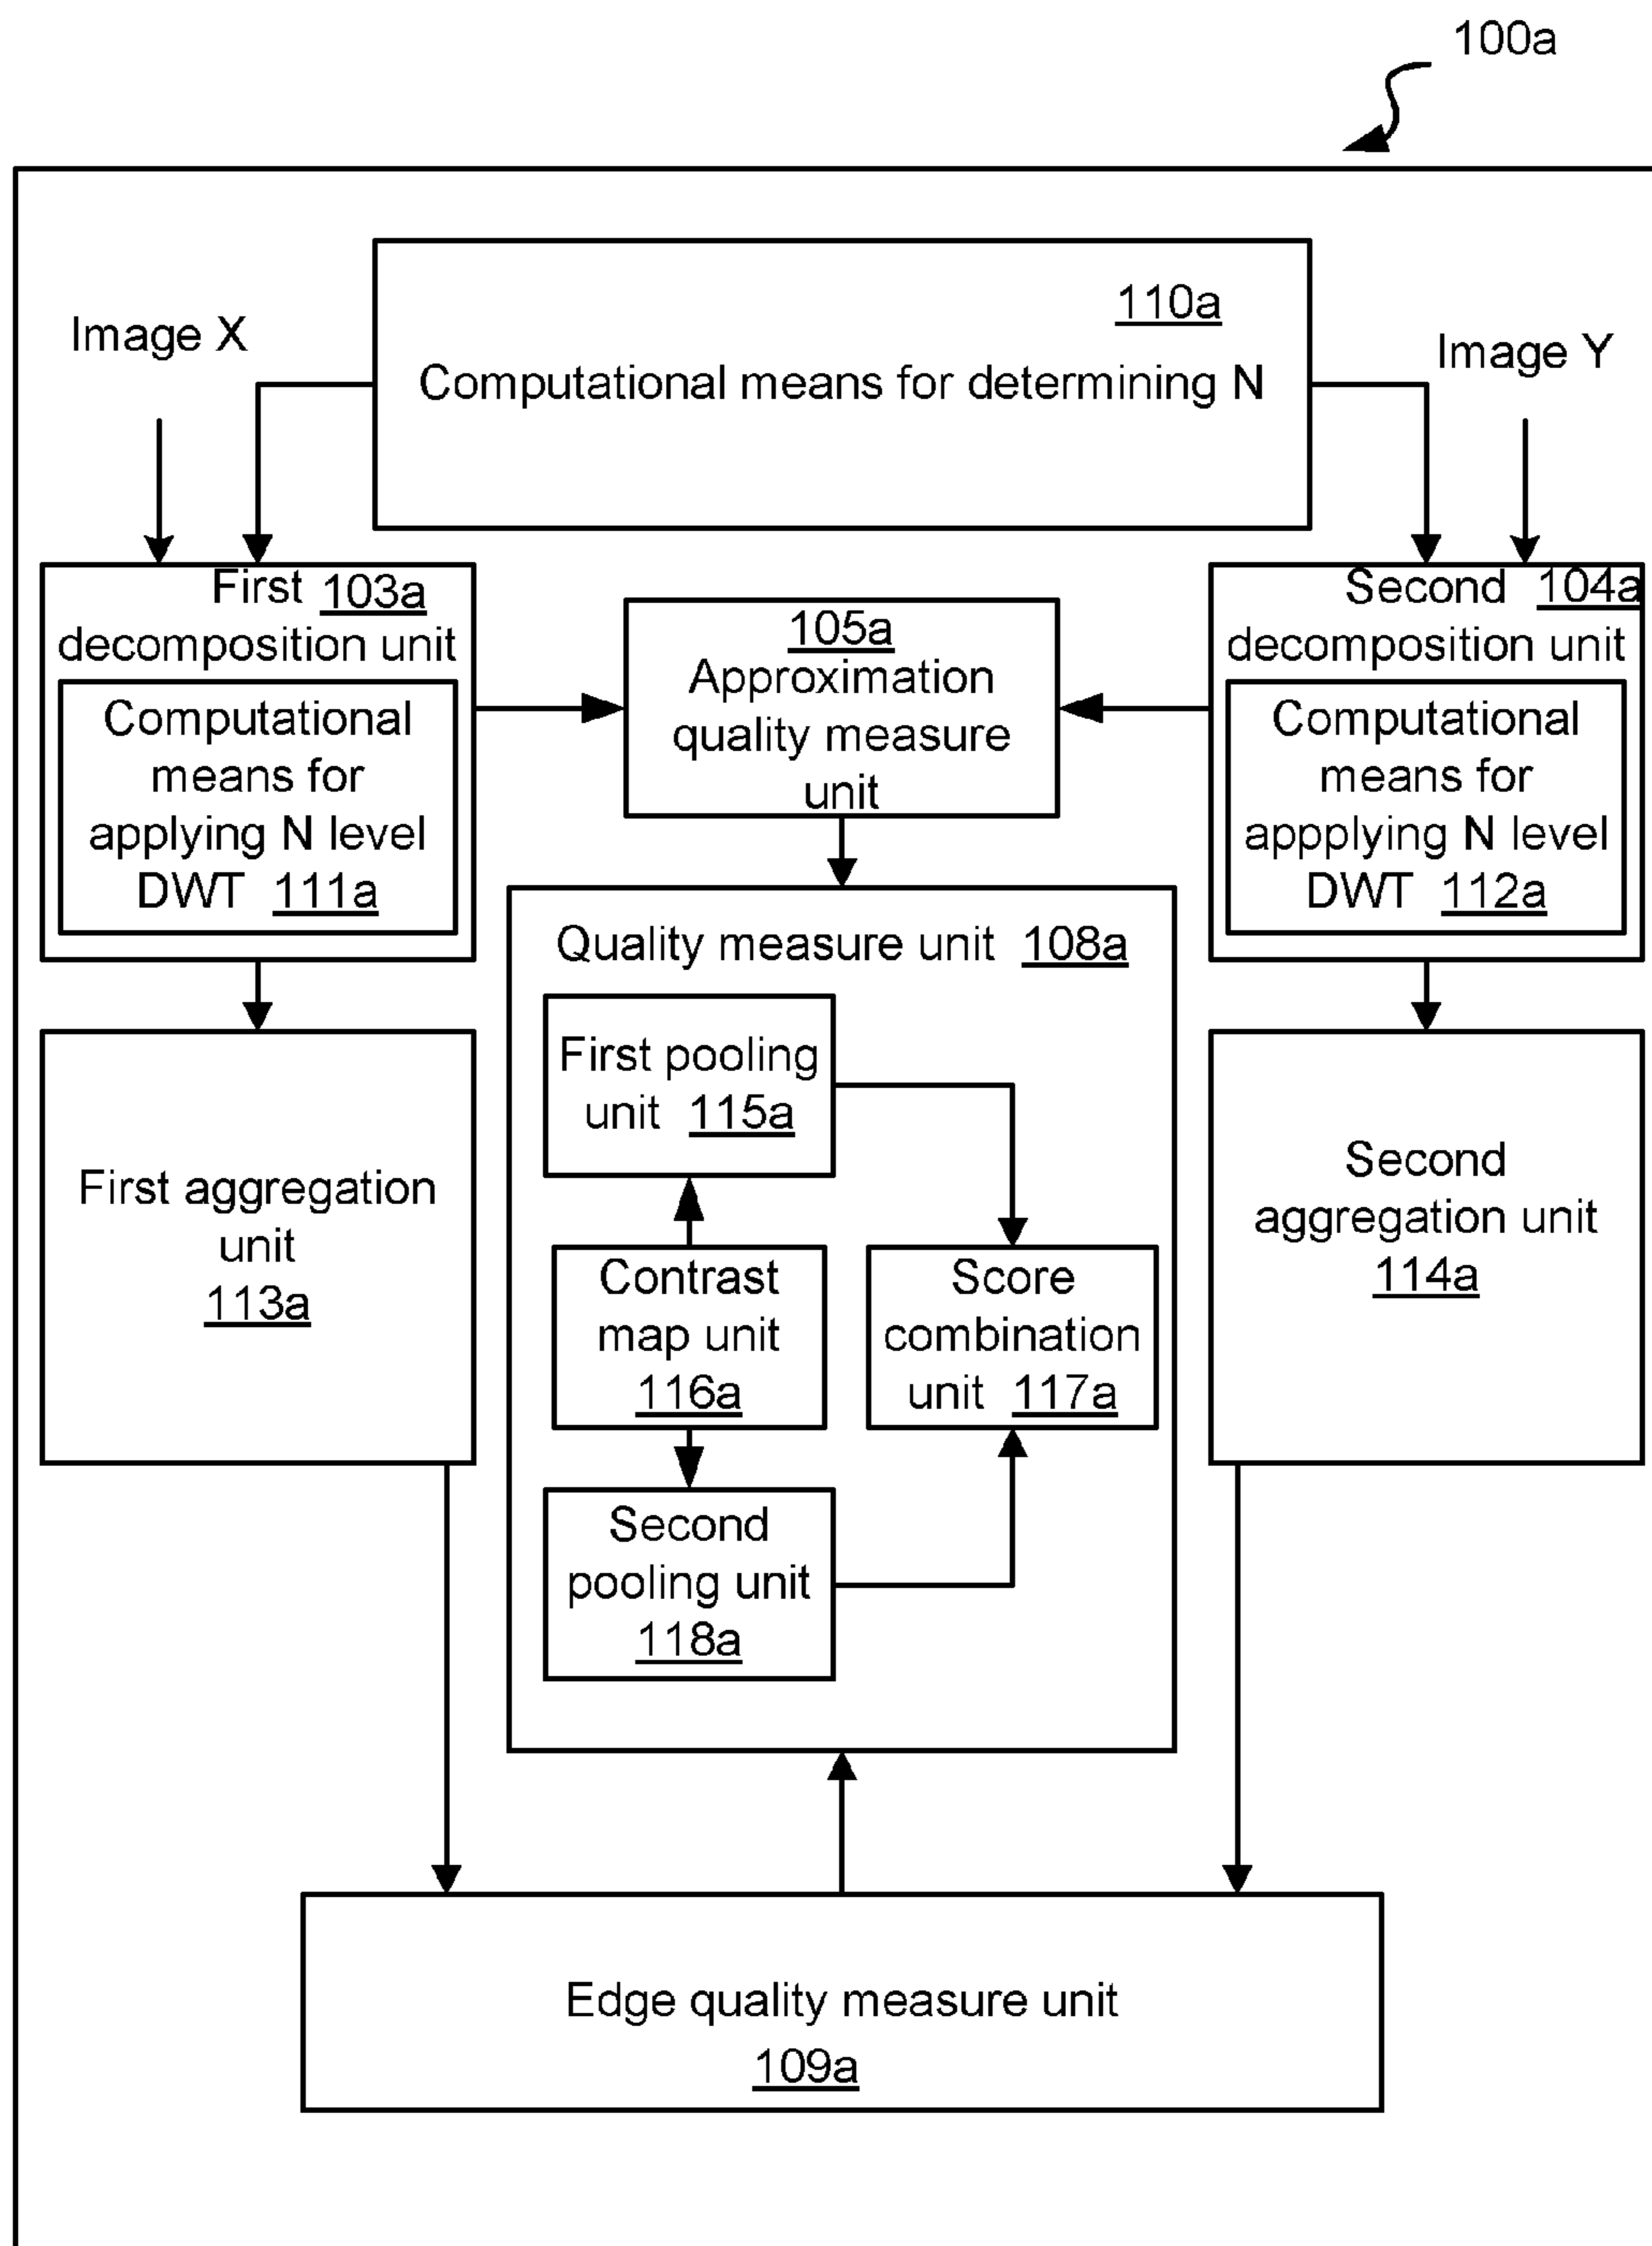 100a
110a
Computational means for determining N
Image X
Image Y
First 103a
decomposition unit
Computational
means for
applying N level
DWT 111a
105a
Approximation
quality measure
unit
Second 104a
decomposition unit
Computational
means for
appplying N level
DWT 112a
Quality measure unit 108a
First pooling
unit 115a
Contrast
map unit
116a
Score
combination
unit 117a
Second
pooling unit
118a
First aggregation
unit
113a
Second
aggregation unit
114a
Edge quality measure unit
109a